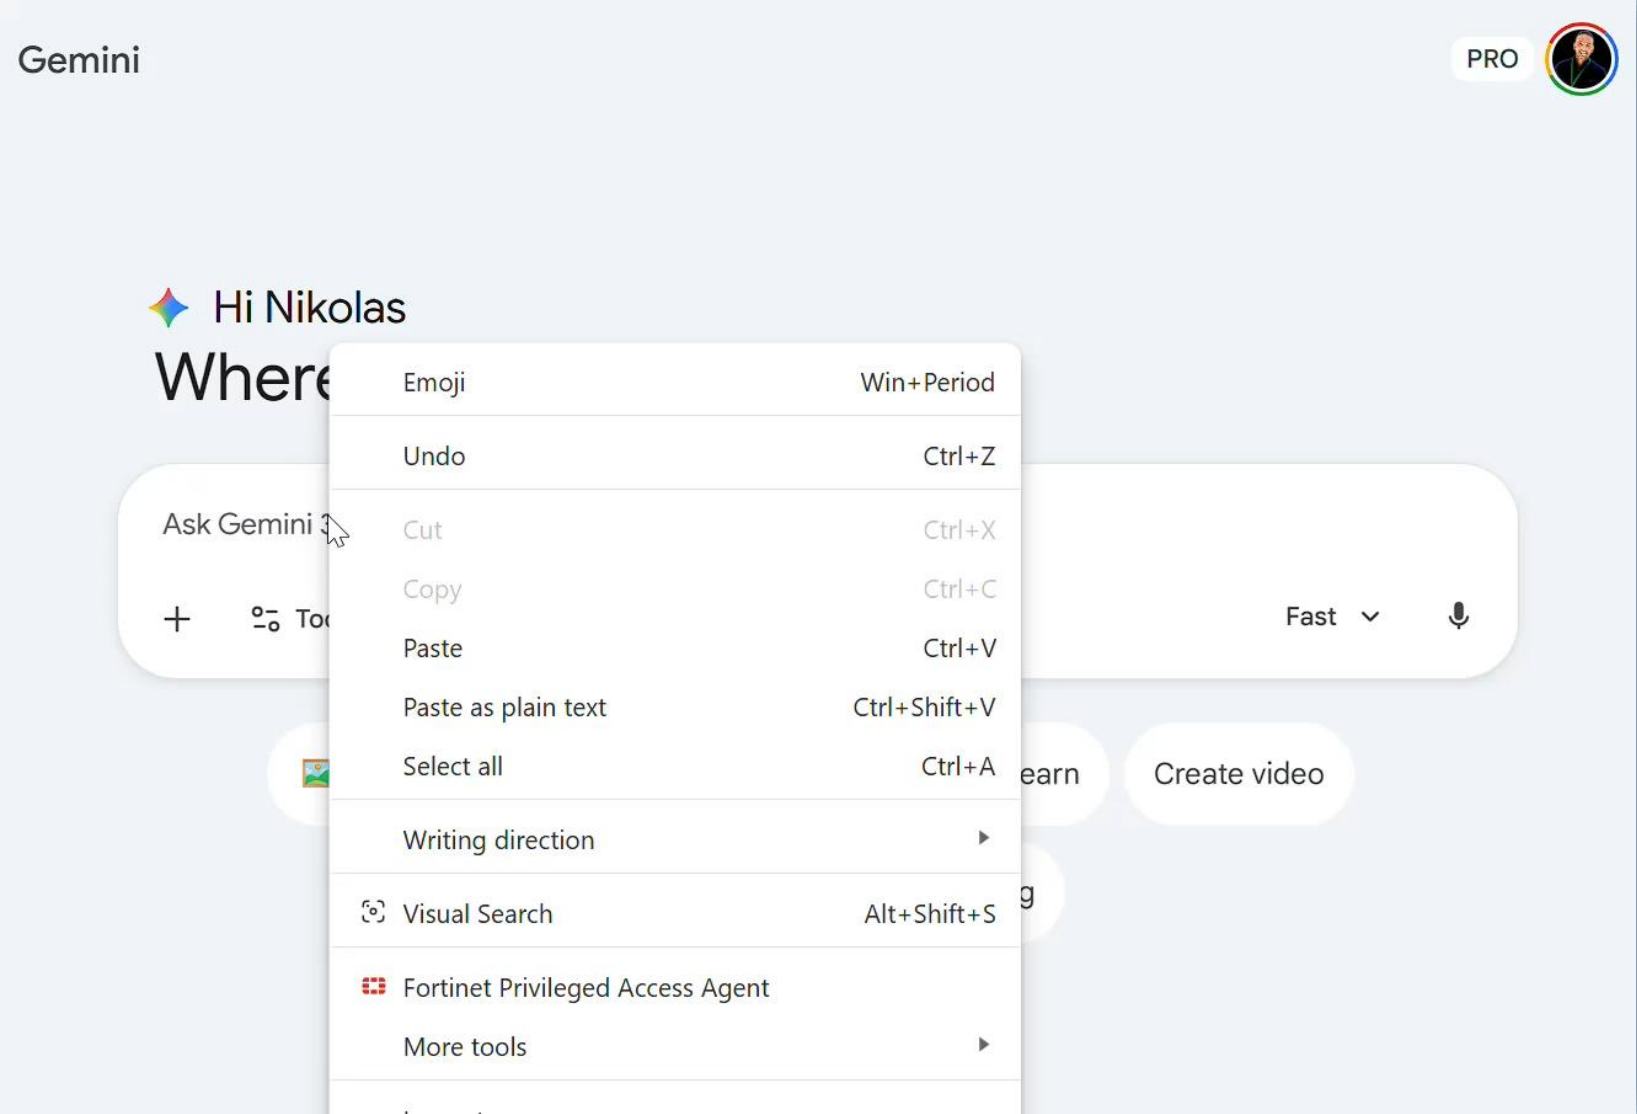 Gemini
PRO
Hi Nikolas
Where
Emoji Win+Period
Undo Ctrl+Z
Ask Gemini
Cut Ctrl+X
Copy Ctrl+C
Fast
Paste Ctrl+V
Paste as plain text Ctrl+Shift+V
Select all Ctrl+A
Create video
Writing direction
Visual Search Alt+Shift+S
Fortinet Privileged Access Agent
More tools